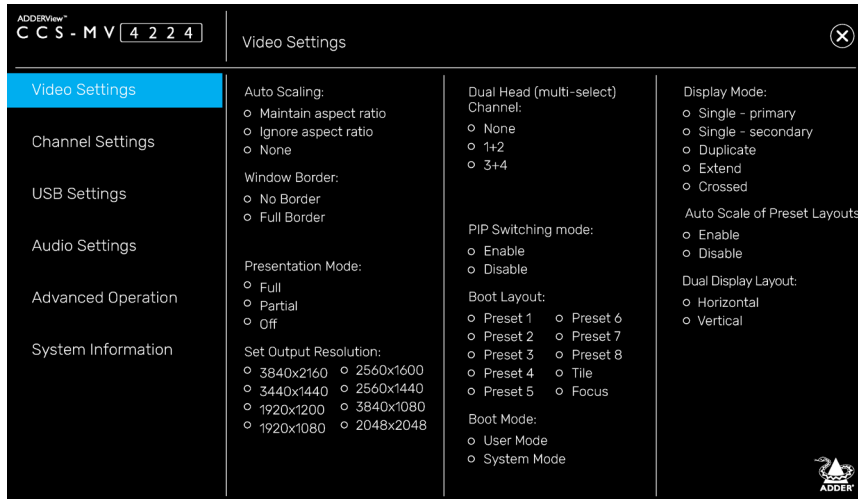 ADDERView™
CCS-MV4224
Video Settings
Video Settings
Channel Settings
USB Settings
Audio Settings
Advanced Operation
System Information
Auto Scaling:
Maintain aspect ratio
Ignore aspect ratio
None
Window Border:
No Border
Full Border
Presentation Mode:
Full
Partial
Off
Set Output Resolution:
3840x2160 2560x1600
3440x1440 2560x1440
1920x1200 3840x1080
1920x1080 2048x2048
Dual Head (multi-select)
Channel:
None
1+2
3+4
PIP Switching mode:
Enable
Disable
Boot Layout:
Preset 1 Preset 6
Preset 2 Preset 7
Preset 3 Preset 8
Preset 4 Tile
Preset 5 Focus
Boot Mode:
User Mode
System Mode
Display Mode:
Single - primary
Single - secondary
Duplicate
Extend
Crossed
Auto Scale of Preset Layouts
Enable
Disable
Dual Display Layout:
Horizontal
Vertical
ADDER®